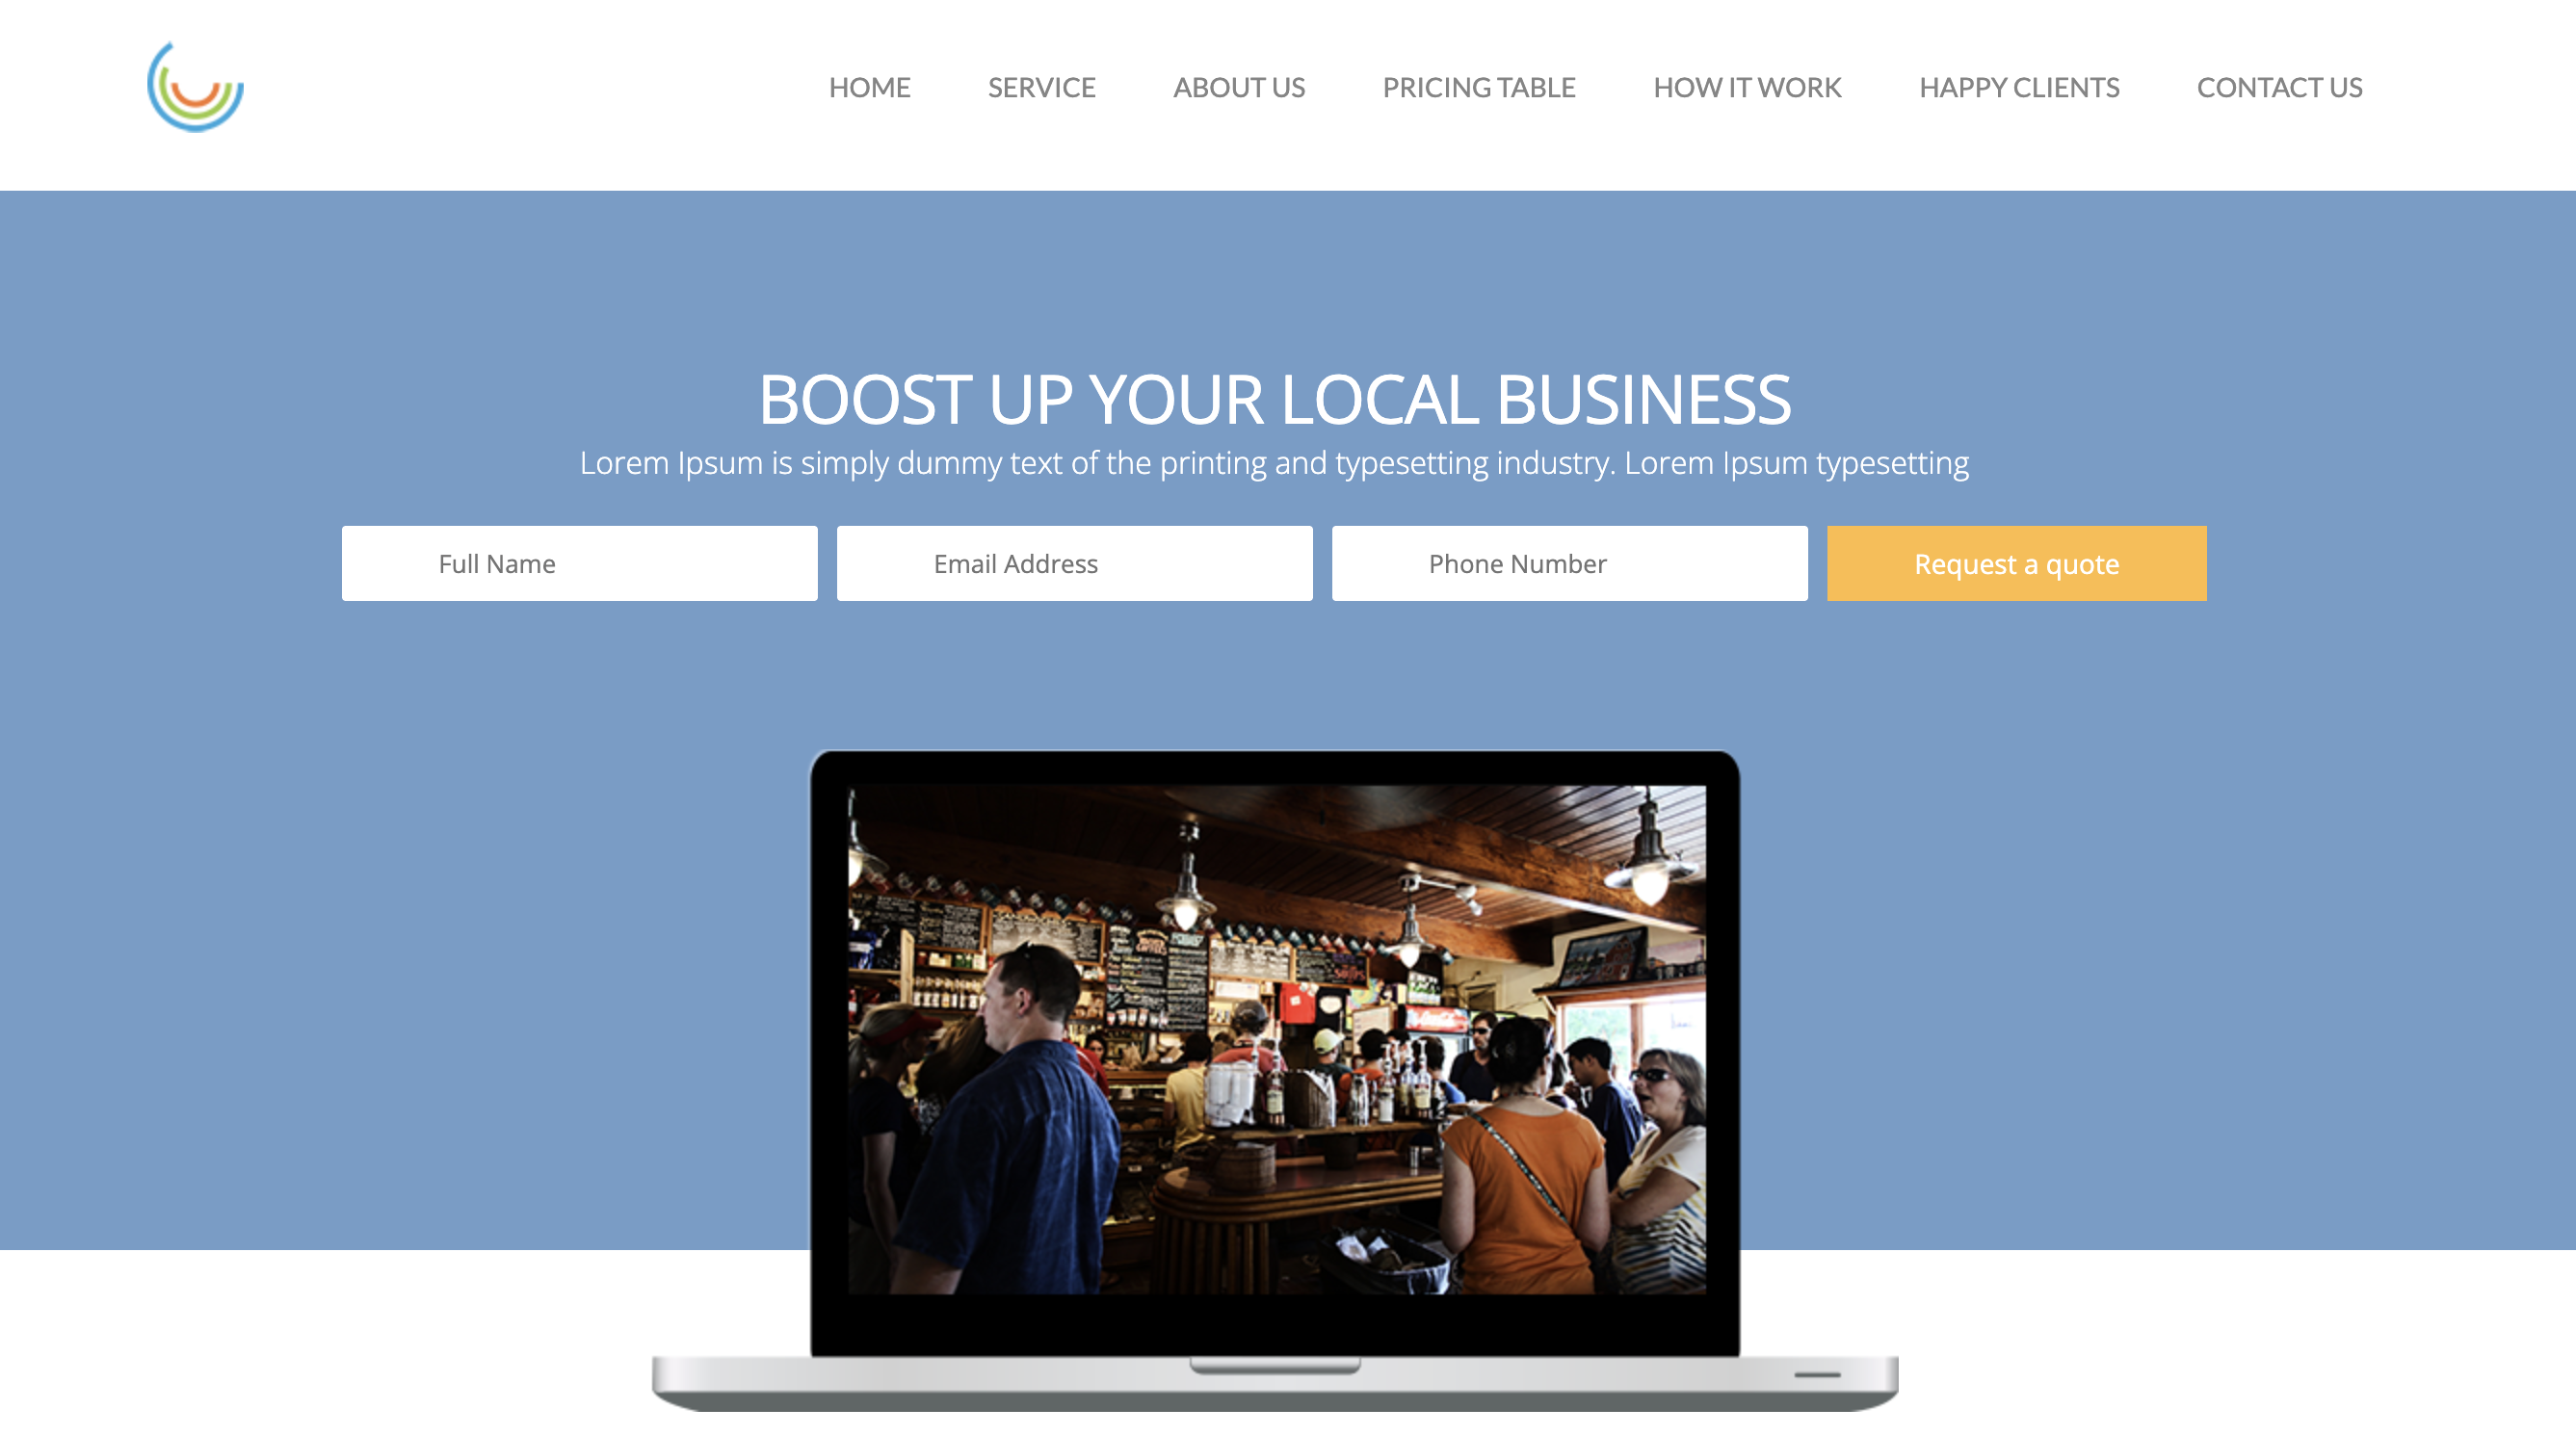 HOME SERVICE ABOUT US PRICING TABLE HOW IT WORK HAPPY CLIENTS CONTACT US
BOOST UP YOUR LOCAL BUSINESS
Lorem Ipsum is simply dummy text of the printing and typesetting industry. Lorem Ipsum typesetting
Full Name Email Address Phone Number Request a quote